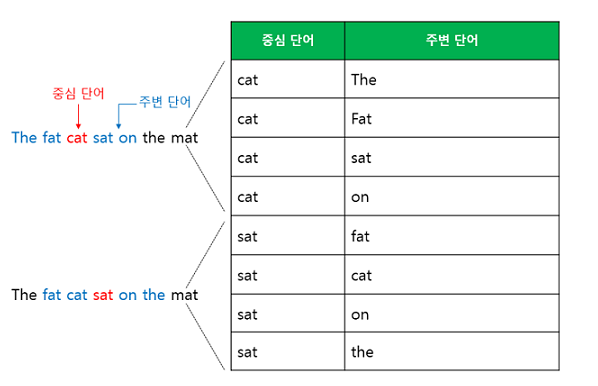 중심 단어 주변 단어
cat The
cat Fat
cat sat
cat on
sat fat
sat cat
sat on
sat the
중심 단어
주변 단어
The fat cat sat on the mat
The fat cat sat on the mat